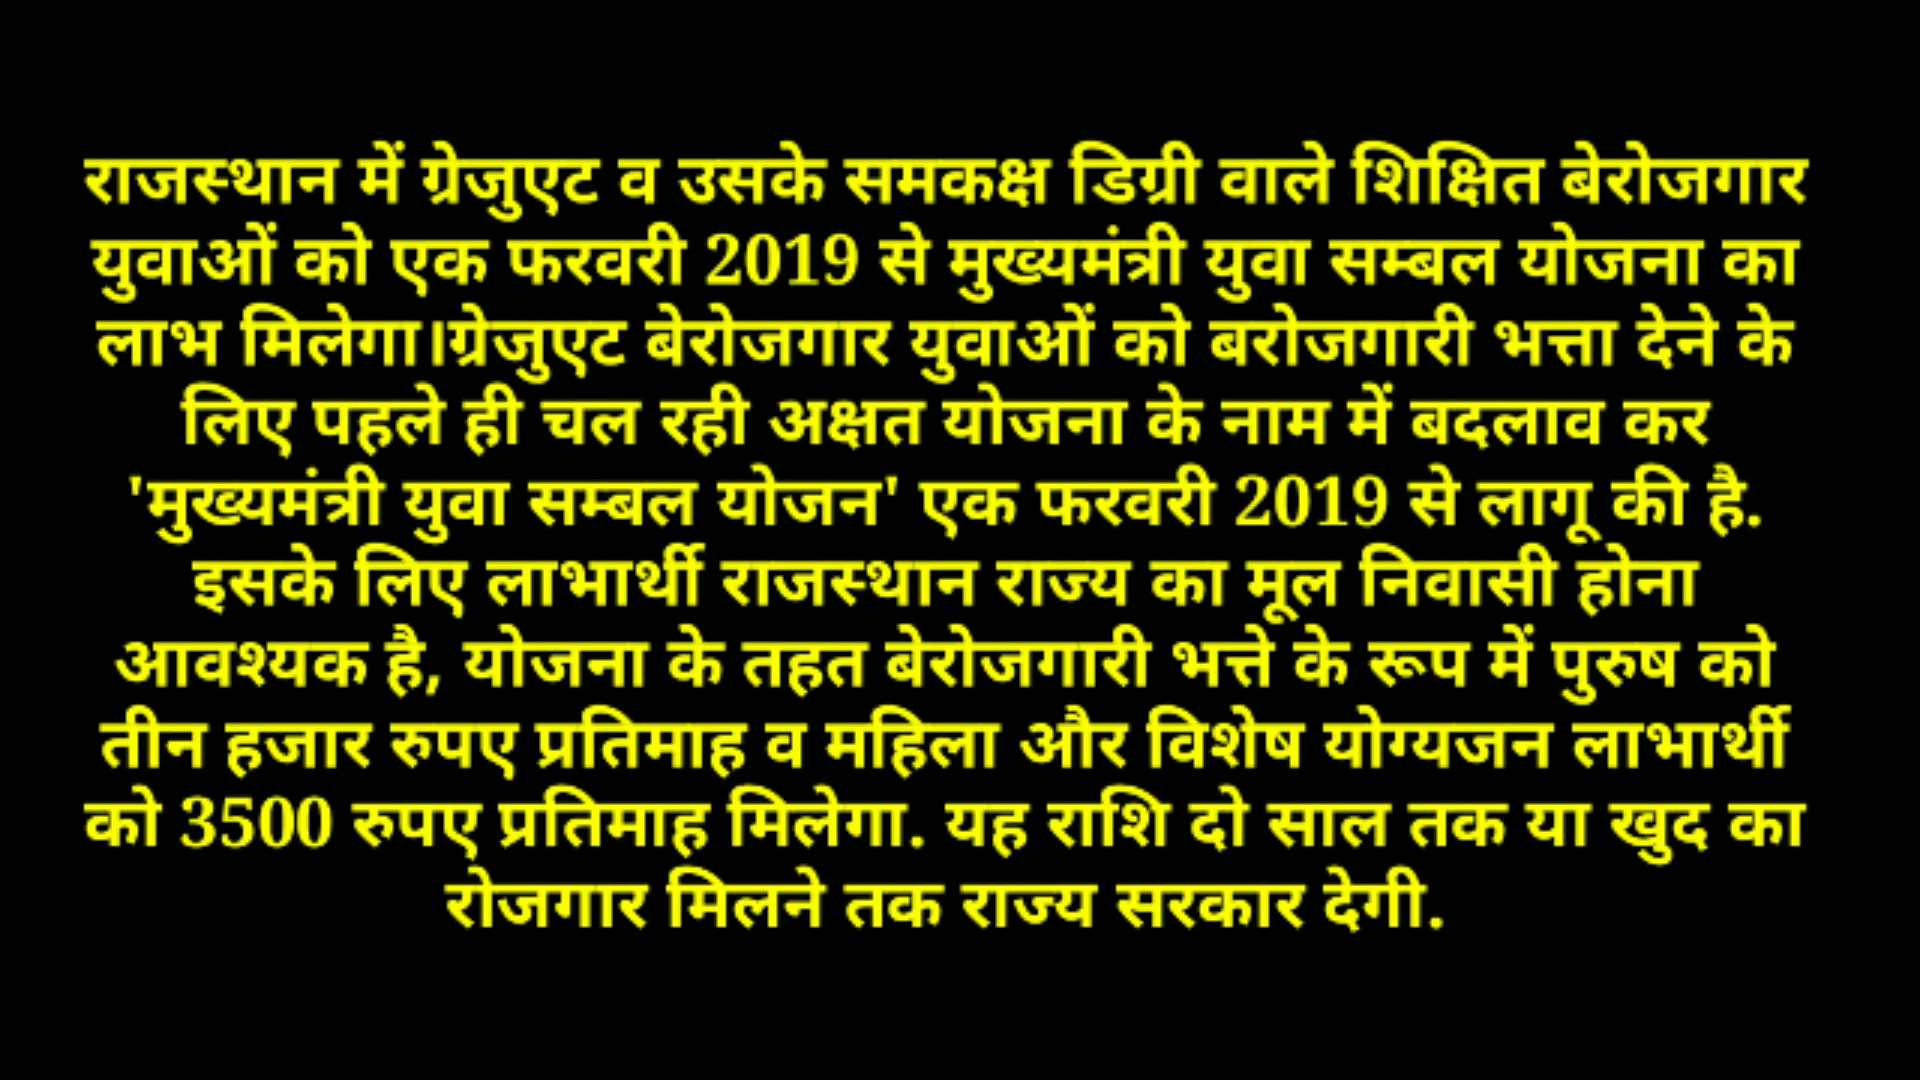 राजस्थान में ग्रेजुएट व उसके समकक्ष डिग्री वाले शिक्षित बेरोजगार
युवाओं को एक फरवरी 2019 से मुख्यमंत्री युवा सम्बल योजना का
लाभ मिलेगा।ग्रेजुएट बेरोजगार युवाओं को बरोजगारी भत्ता देने के
लिए पहले ही चल रही अक्षत योजना के नाम में बदलाव कर
'मुख्यमंत्री युवा सम्बल योजन' एक फरवरी 2019 से लागू की है.
इसके लिए लाभार्थी राजस्थान राज्य का मूल निवासी होना
आवश्यक है, योजना के तहत बेरोजगारी भत्ते के रूप में पुरुष को
तीन हजार रुपए प्रतिमाह व महिला और विशेष योग्यजन लाभार्थी
को 3500 रुपए प्रतिमाह मिलेगा. यह राशि दो साल तक या खुद का
रोजगार मिलने तक राज्य सरकार देगी.